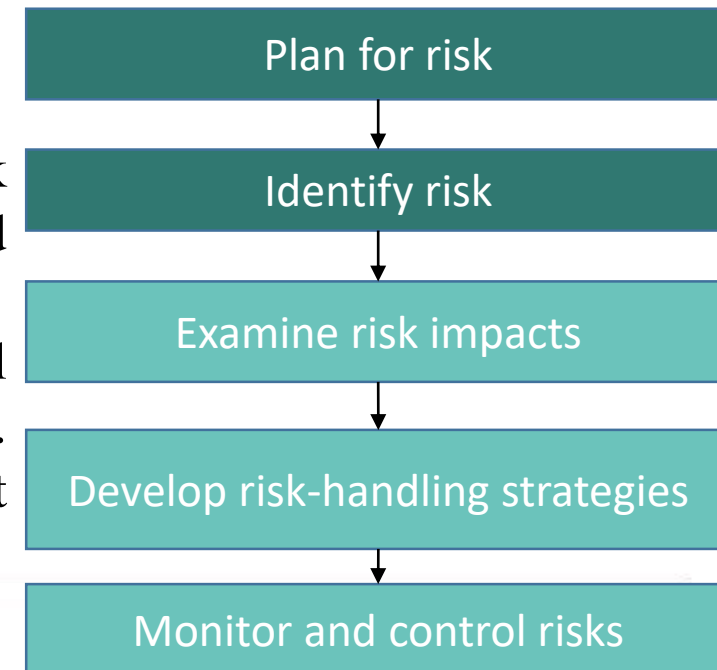 Plan for risk
Identify risk
Examine risk impacts
Develop risk-handling strategies
Monitor and control risks